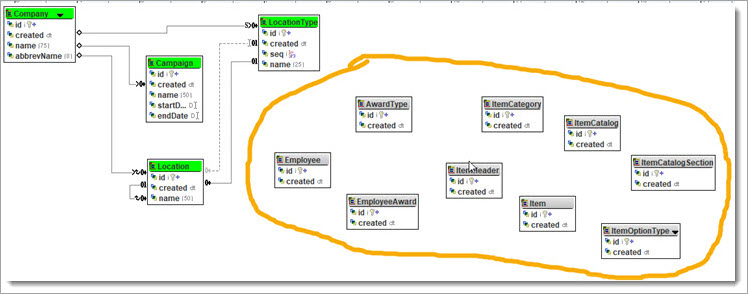 Company
id i
created dt
name (75)
abbrevName (8)
LocationType
id i
created dt
seq
name (25)
Campaign
id i
created dt
name (50)
startD... D
endDate D
Location
id i
created dt
name (50)
AwardType
id i
created dt
ItemCategory
id i
created dt
ItemCatalog
id i
created dt
ItemCatalogSection
id i
created dt
Employee
id i
created dt
ItemHeader
id i
created dt
EmployeeAward
id i
created dt
Item
id i
created dt
ItemOptionType
id i
created dt